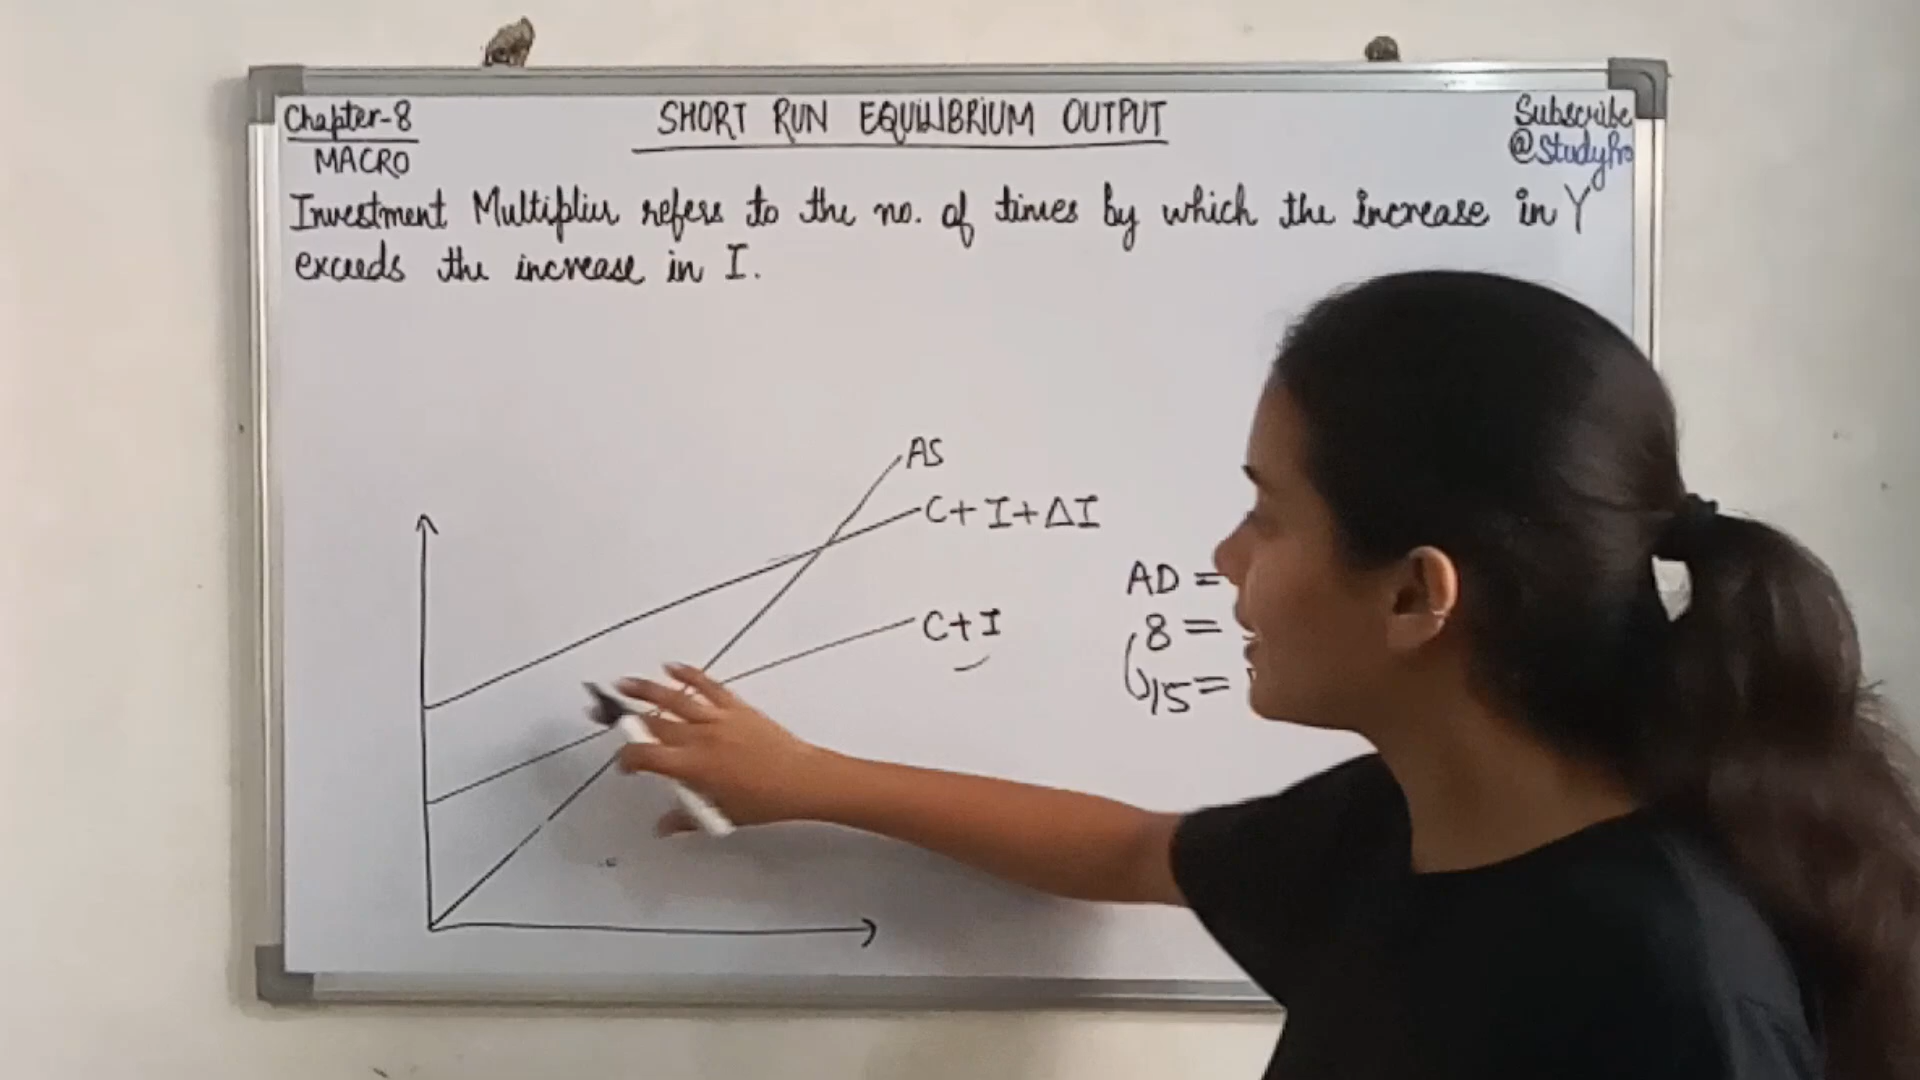 Chapter-8
MACRO
SHORT RUN EQUILIBRIUM OUTPUT
Subscribe
@StudyPro
Investment Multiplier refers to the no. of times by which the increase in Y
exceeds the increase in I.
AS
C+I+ΔI
C+I
AD =
8 =
15 =